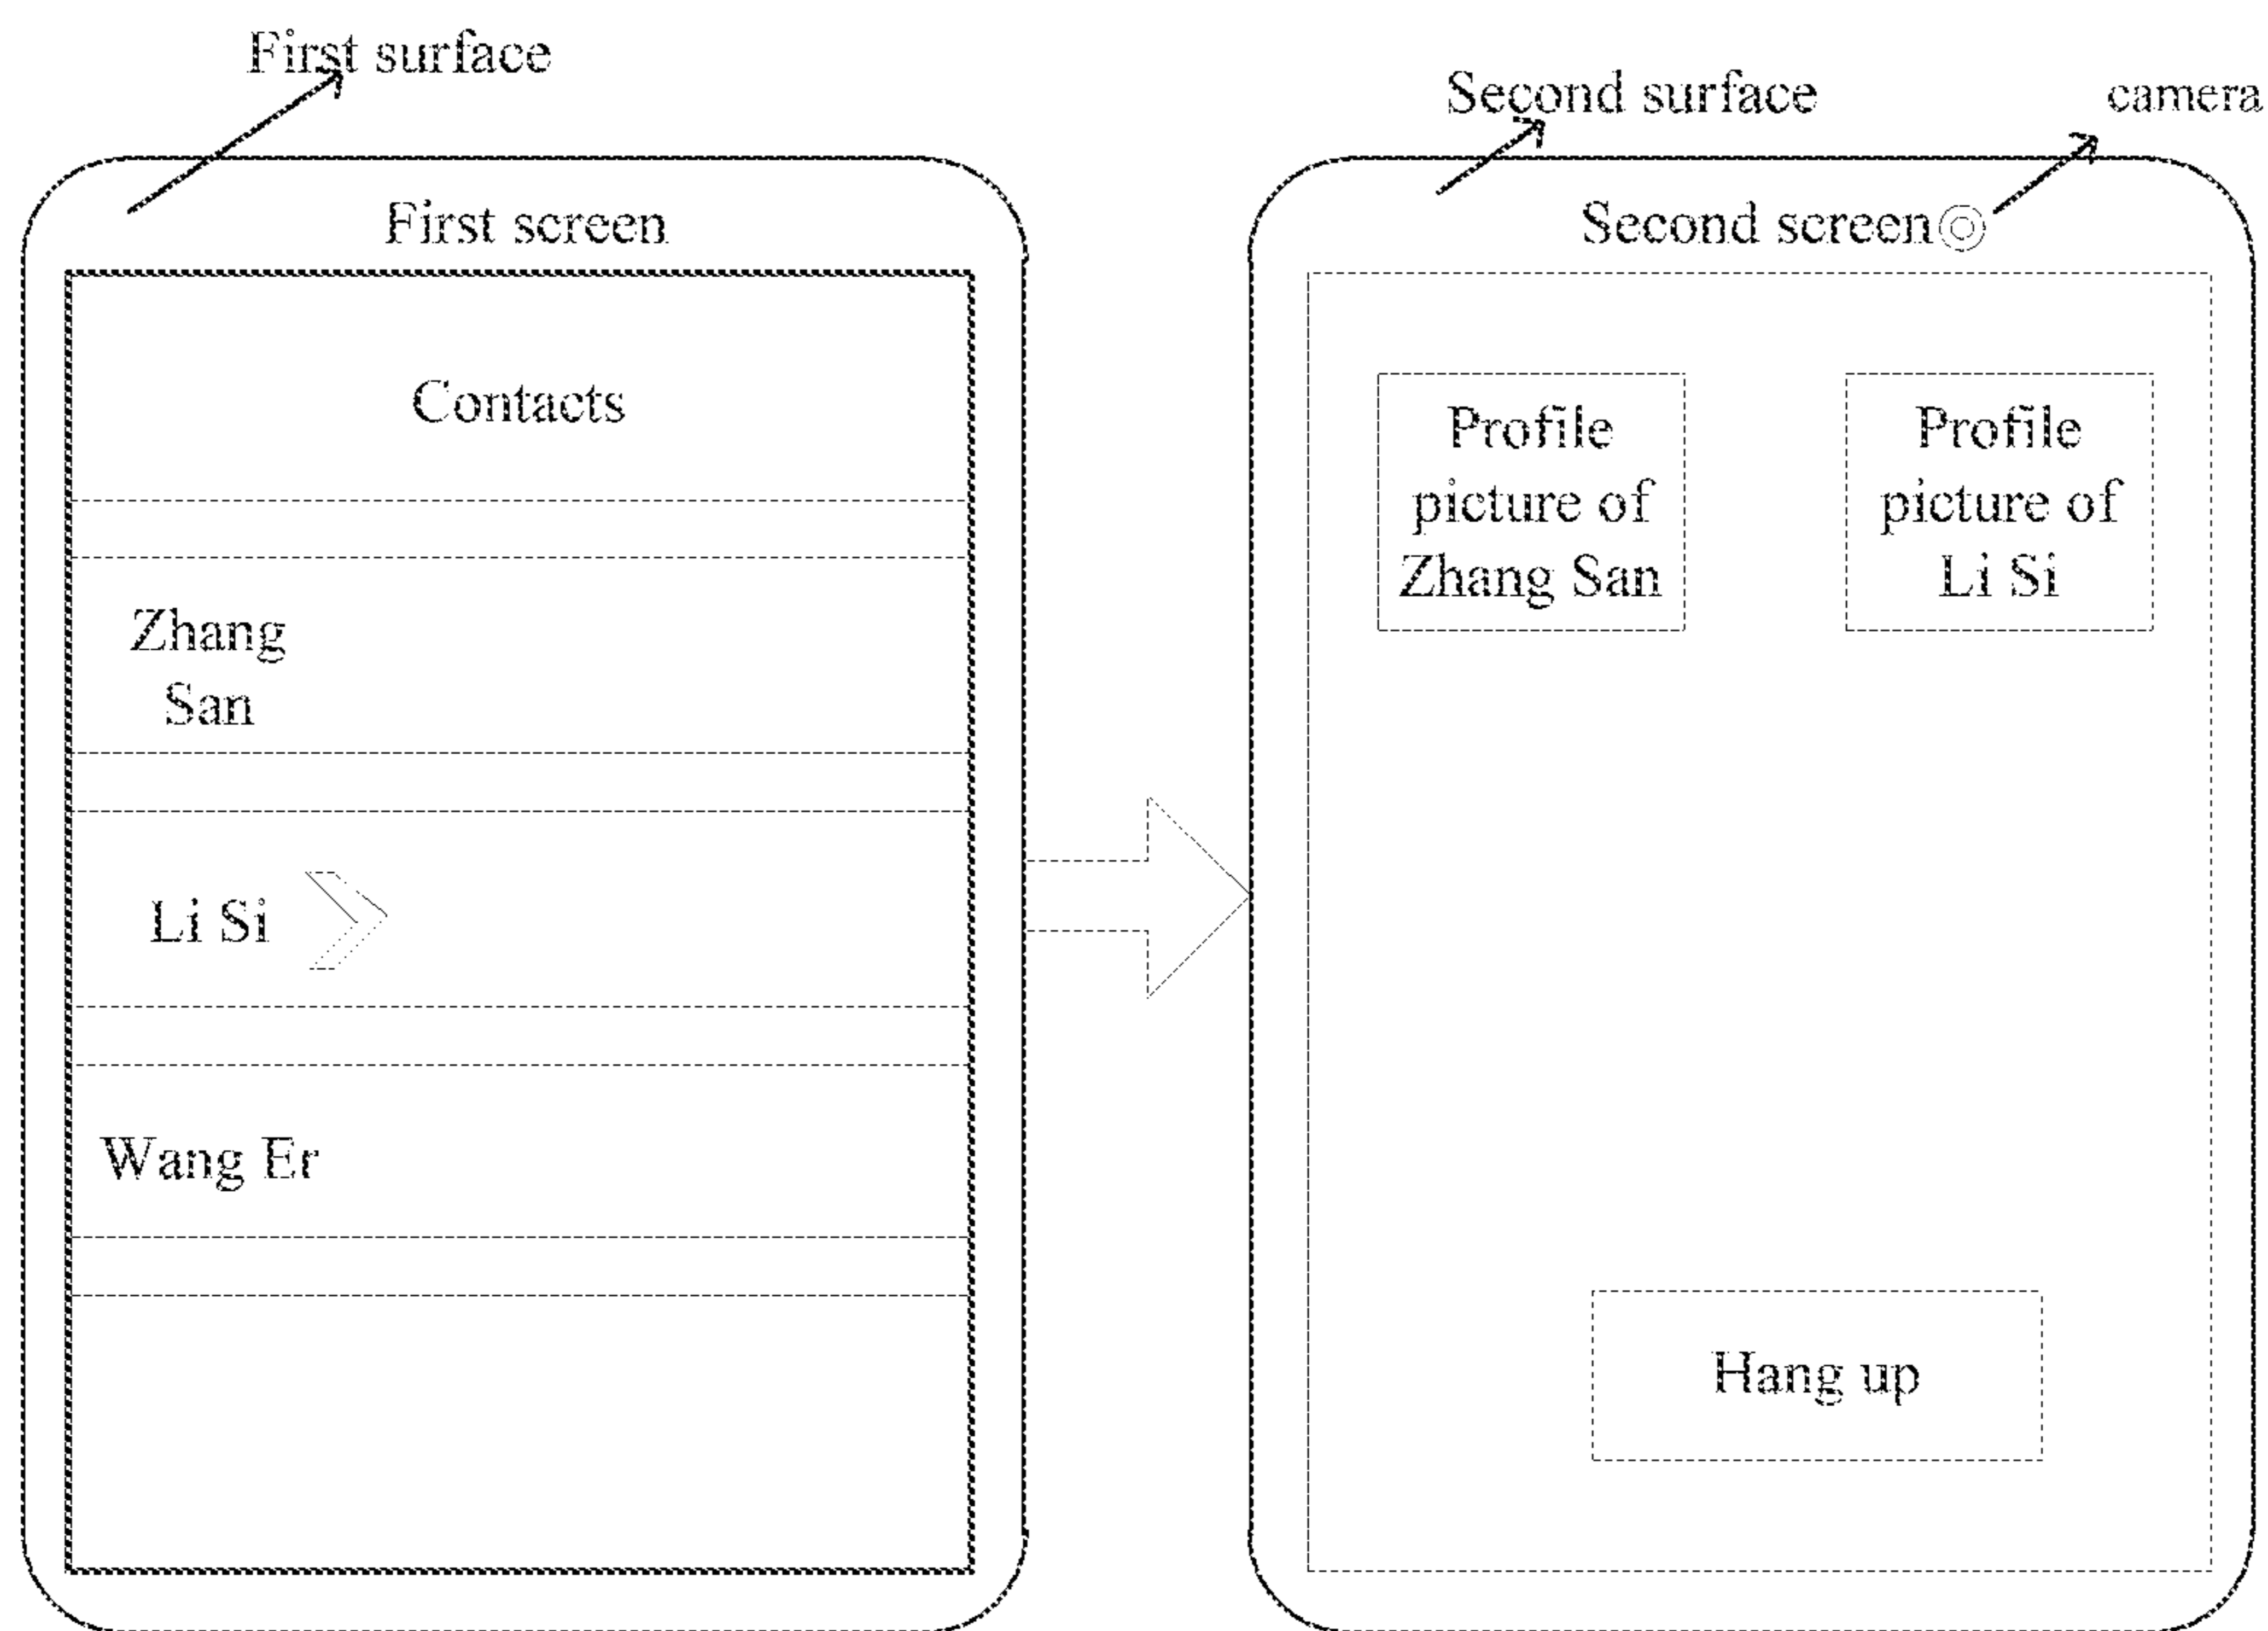 First surface
Second surface
camera
First screen
Second screen
Contacts
Zhang
San
Li Si
Wang Er
Profile
picture of
Zhang San
Profile
picture of
Li Si
Hang up